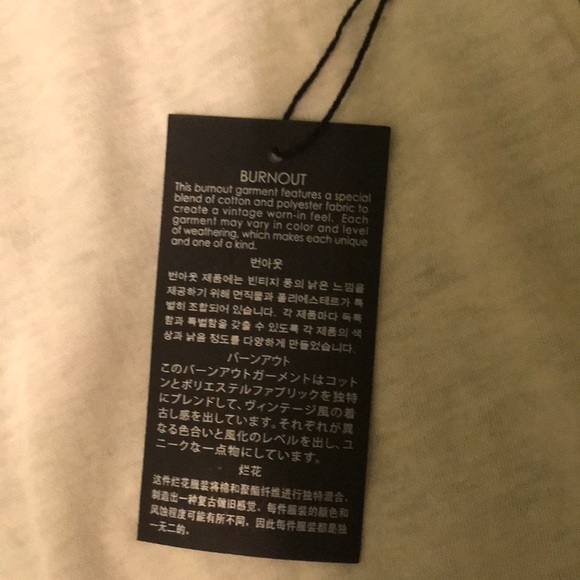 BURNOUT
This burnout garment features a special
blend of cotton and polyester fabric to
create a vintage worn-in feel. Each
garment may vary in color and level
of weathering, which makes each unique
and one of a kind.
번아웃
번아웃 제품에는 빈티지 풍의 낡은 느낌을
제공하기 위해 면직물과 폴리에스테르가 특
별히 조합되어 있습니다. 각 제품마다 독특
함과 특별함을 갖출 수 있도록 각 제품의 색
상과 낡음 정도를 다양하게 만들었습니다.
バーンアウト
このバーンアウトガーメントはコット
ンとポリエステルファブリックを独特
にブレンドして、ヴィンテージ風の着
古し感を出しています。それぞれが異
なる色合いと風化のレベルを出し、ユ
ニークな一点物にしています。
烂花
这件烂花服装将棉和聚酯纤维进行独特混合，
制造出一种复古做旧感觉。每件服装的颜色和
风蚀程度可能有所不同，因此每件服装都是独
一无二的。